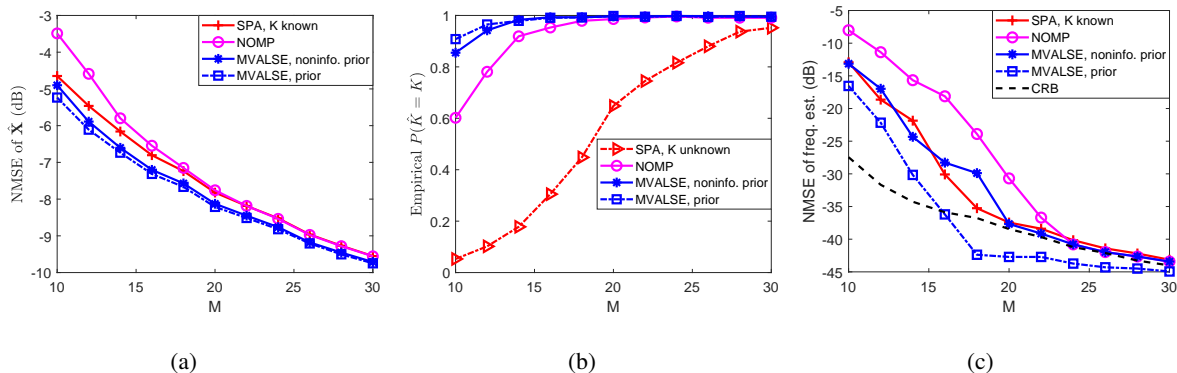 -3
-4
-5
-6
-7
-8
-9
-10
10
15
20
25
30
NMSE of X̂ (dB)
M
SPA, K known
NOMP
MVALSE, noninfo. prior
MVALSE, prior
(a)
1
0.8
0.6
0.4
0.2
0
10
15
20
25
30
Empirical P(K̂ = K)
M
SPA, K unknown
NOMP
MVALSE, noninfo. prior
MVALSE, prior
(b)
-5
-10
-15
-20
-25
-30
-35
-40
-45
10
15
20
25
30
NMSE of freq. est. (dB)
M
SPA, K known
NOMP
MVALSE, noninfo. prior
MVALSE, prior
CRB
(c)